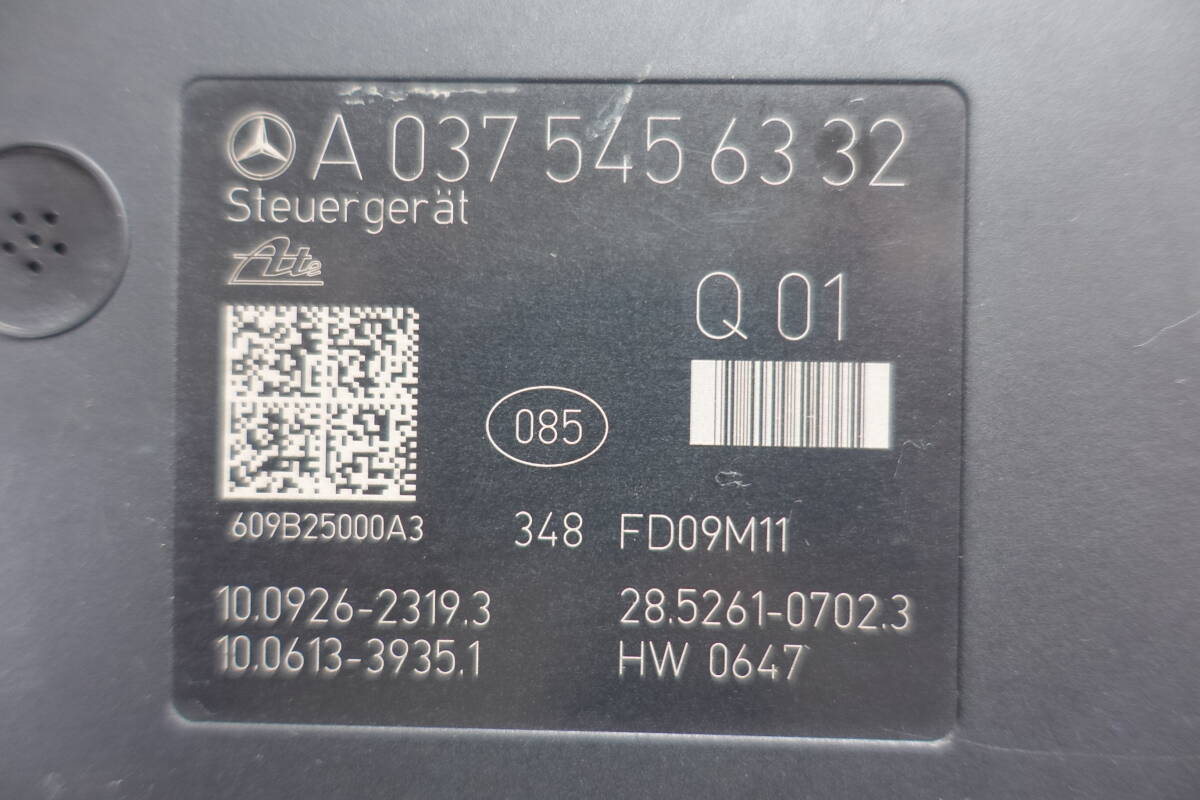 A 037 545 63 32
Steuergerät
Ate
Q 01
085
609B25000A3
348 FD09M11
10.0926-2319.3
28.5261-0702.3
10.0613-3935.1
HW 0647